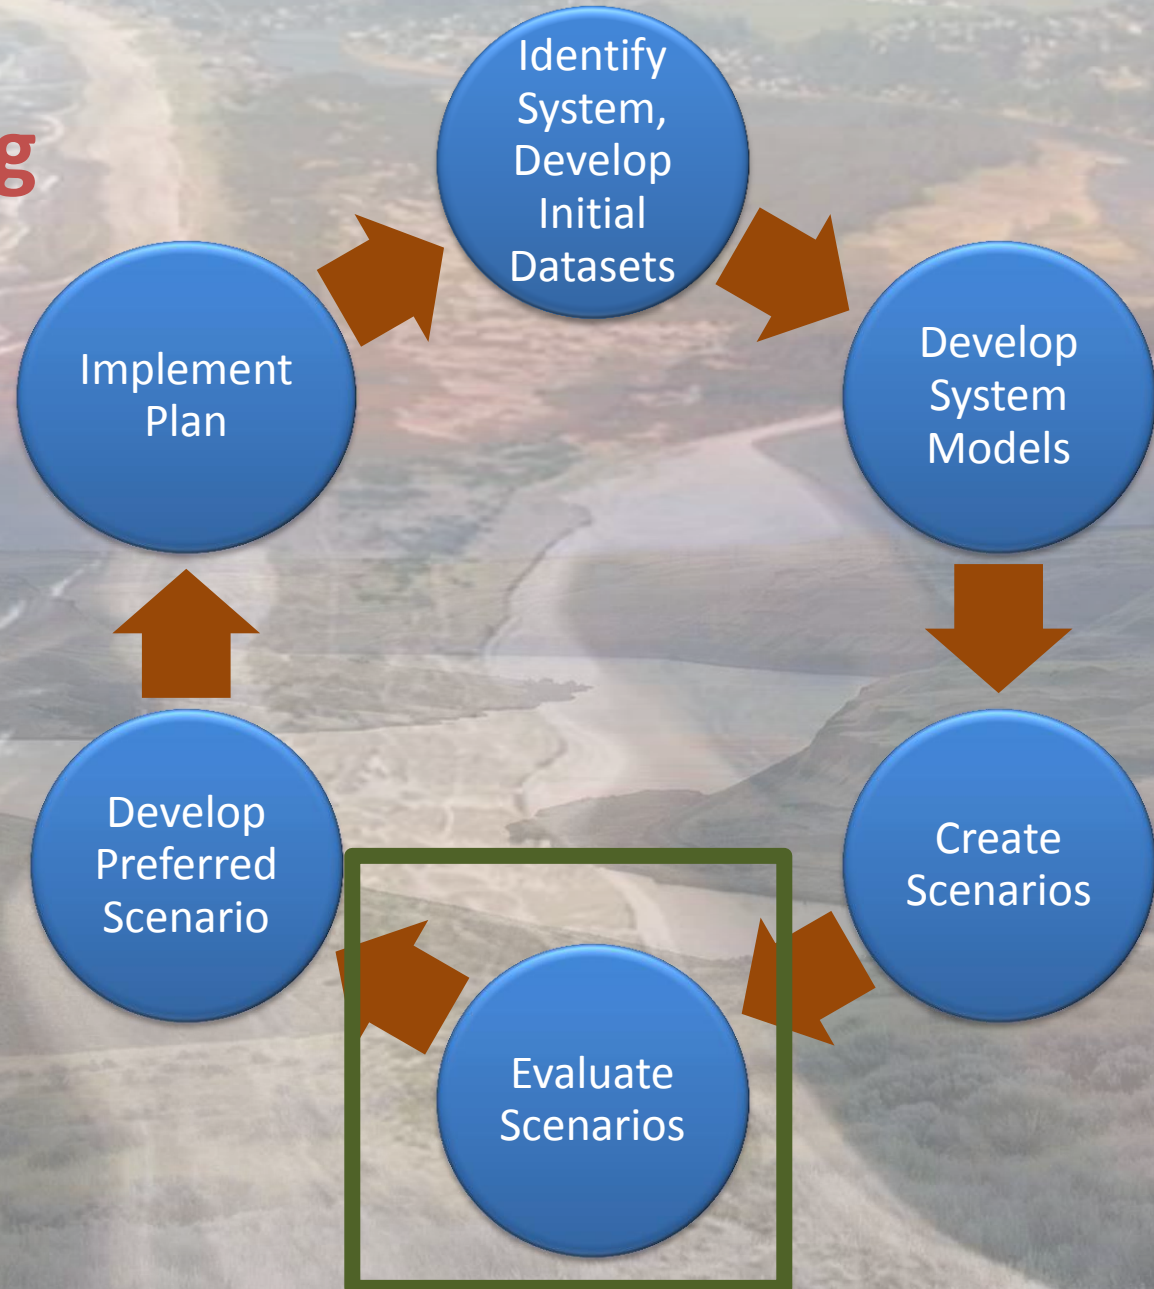 g
Identify
System,
Develop
Initial
Datasets
Develop
System
Models
Create
Scenarios
Evaluate
Scenarios
Develop
Preferred
Scenario
Implement
Plan